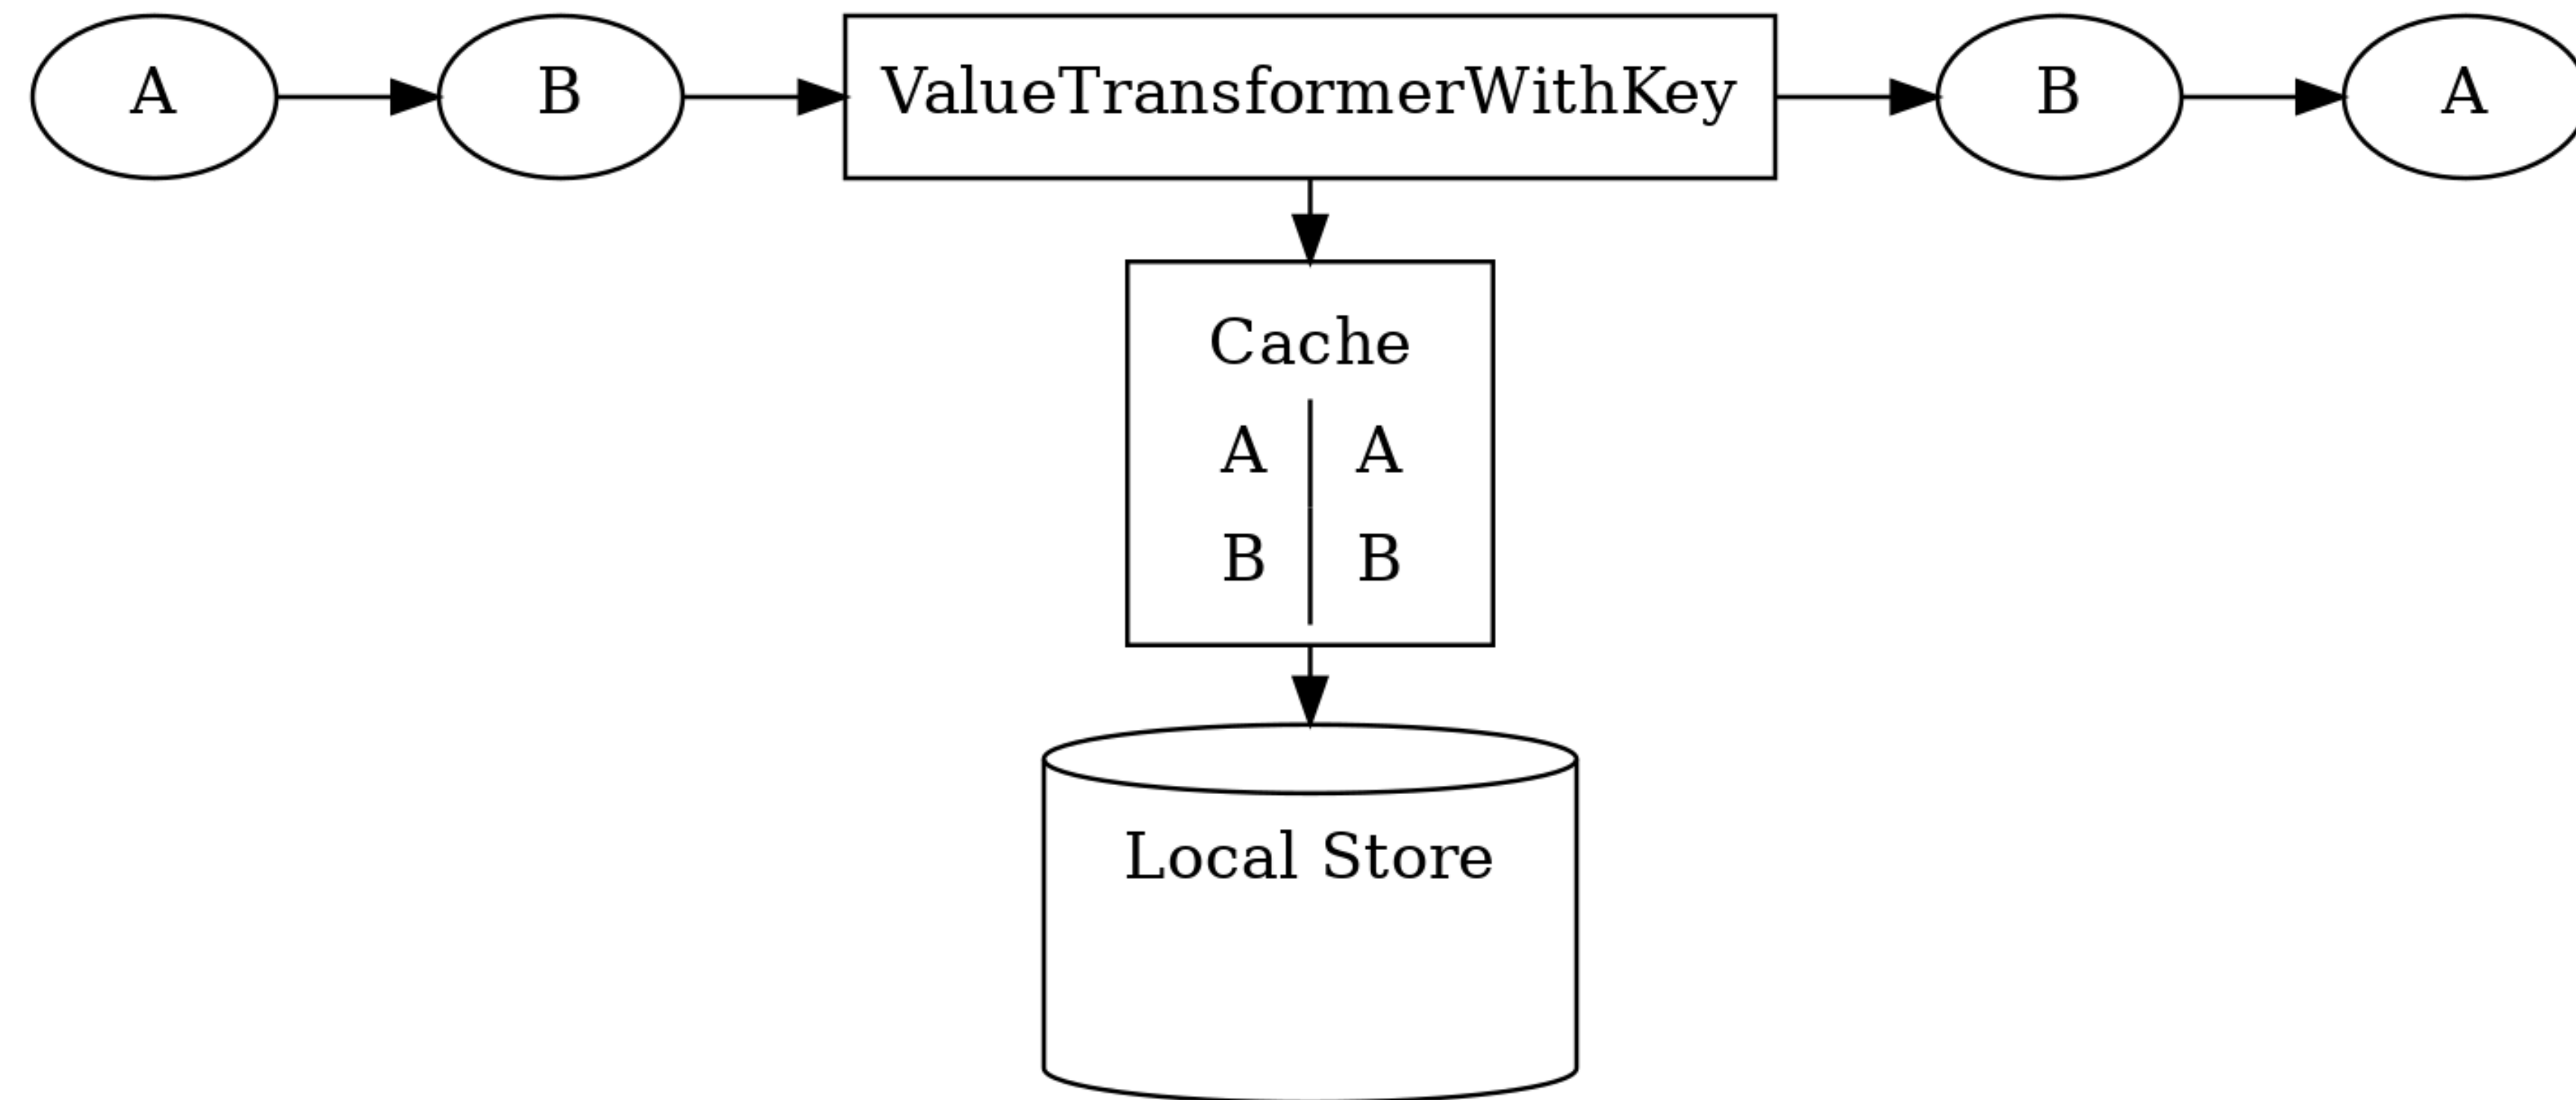 A B ValueTransformerWithKey B A
Cache
A A
B B
Local Store